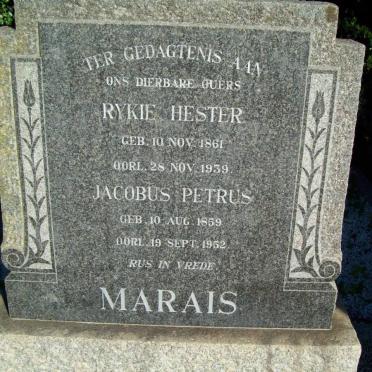 TER GEDAGTENIS AAN
ONS DIERBARE OUERS
RYKIE HESTER
GEB. 10 NOV. 1861
OORL. 28 NOV. 1939.
JACOBUS PETRUS
GEB. 10 AUG. 1859
OORL. 19 SEPT. 1952.
RUS IN VREDE
MARAIS